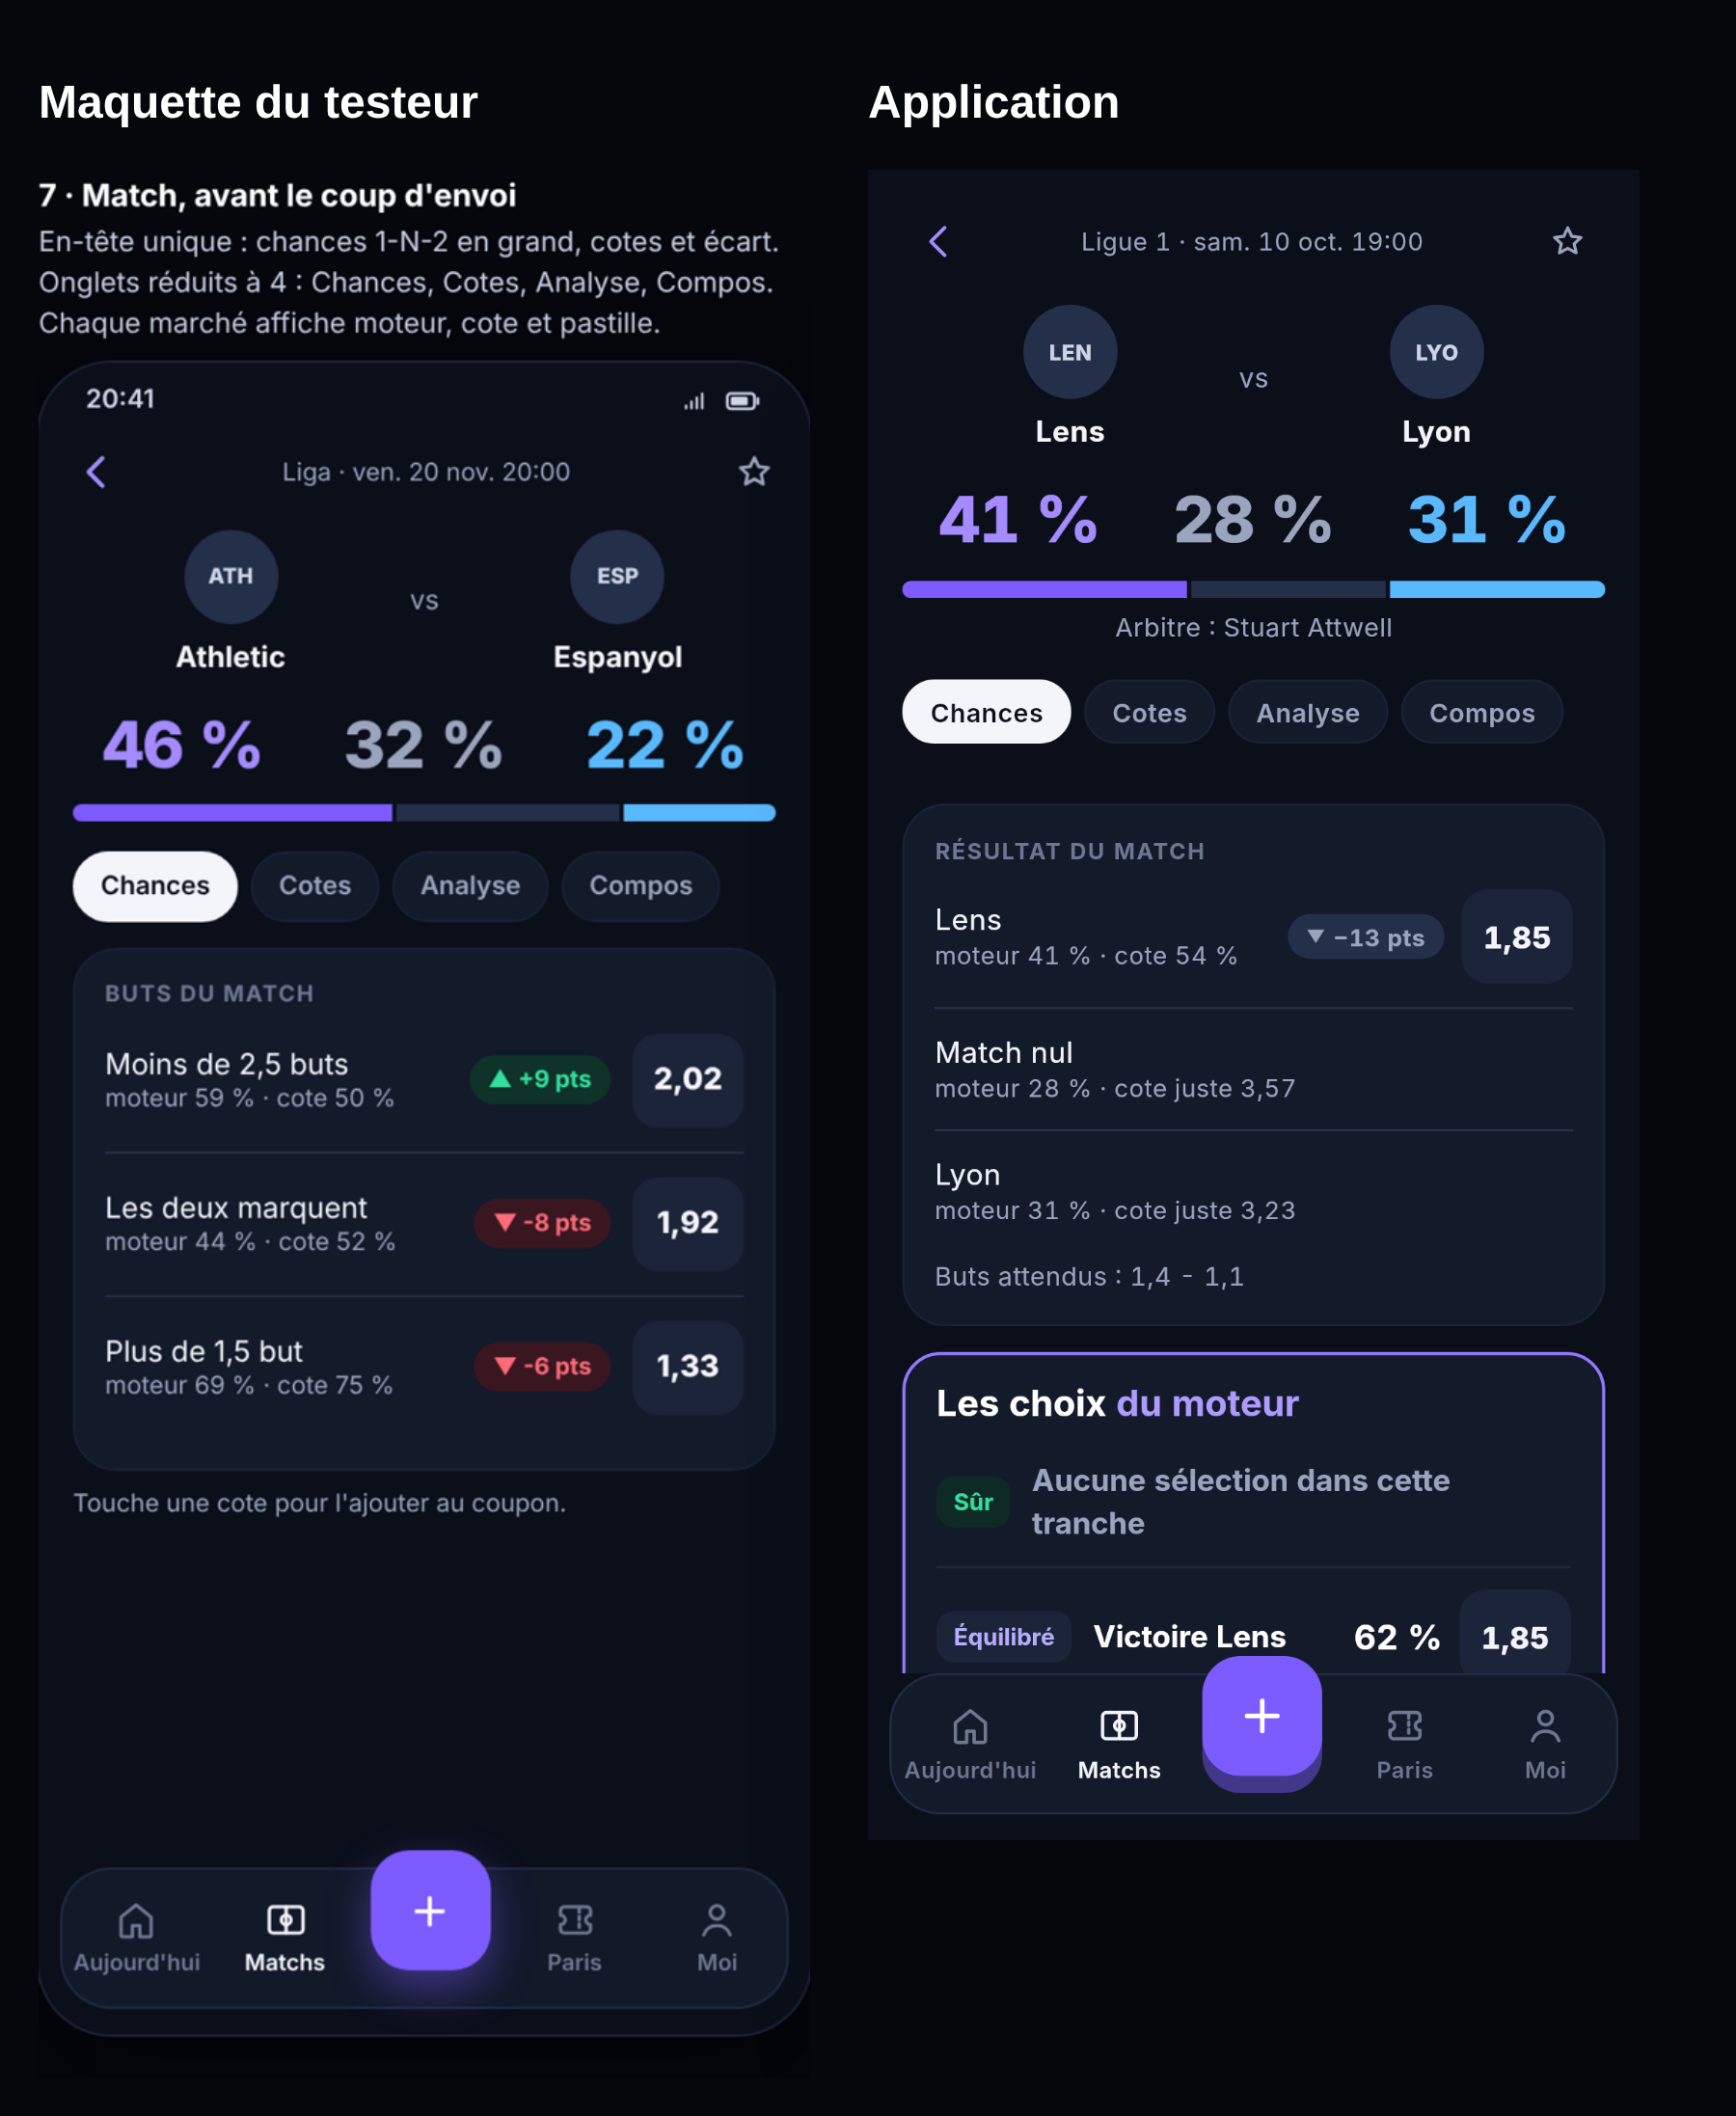 Maquette du testeur
7 · Match, avant le coup d'envoi
En-tête unique : chances 1-N-2 en grand, cotes et écart.
Onglets réduits à 4 : Chances, Cotes, Analyse, Compos.
Chaque marché affiche moteur, cote et pastille.
20:41
Liga · ven. 20 nov. 20:00
ATH
ESP
vs
Athletic
Espanyol
46 %
32 %
22 %
Chances
Cotes
Analyse
Compos
BUTS DU MATCH
Moins de 2,5 buts
moteur 59 % · cote 50 %
▲ +9 pts
2,02
Les deux marquent
moteur 44 % · cote 52 %
▼ -8 pts
1,92
Plus de 1,5 but
moteur 69 % · cote 75 %
▼ -6 pts
1,33
Touche une cote pour l'ajouter au coupon.
Aujourd'hui
Matchs
+
Paris
Moi
Application
Ligue 1 · sam. 10 oct. 19:00
LEN
LYO
vs
Lens
Lyon
41 %
28 %
31 %
Arbitre : Stuart Attwell
Chances
Cotes
Analyse
Compos
RÉSULTAT DU MATCH
Lens
moteur 41 % · cote 54 %
▼ −13 pts
1,85
Match nul
moteur 28 % · cote juste 3,57
Lyon
moteur 31 % · cote juste 3,23
Buts attendus : 1,4 - 1,1
Les choix du moteur
Sûr
Aucune sélection dans cette
tranche
Équilibré
Victoire Lens
62 %
1,85
Aujourd'hui
Matchs
+
Paris
Moi